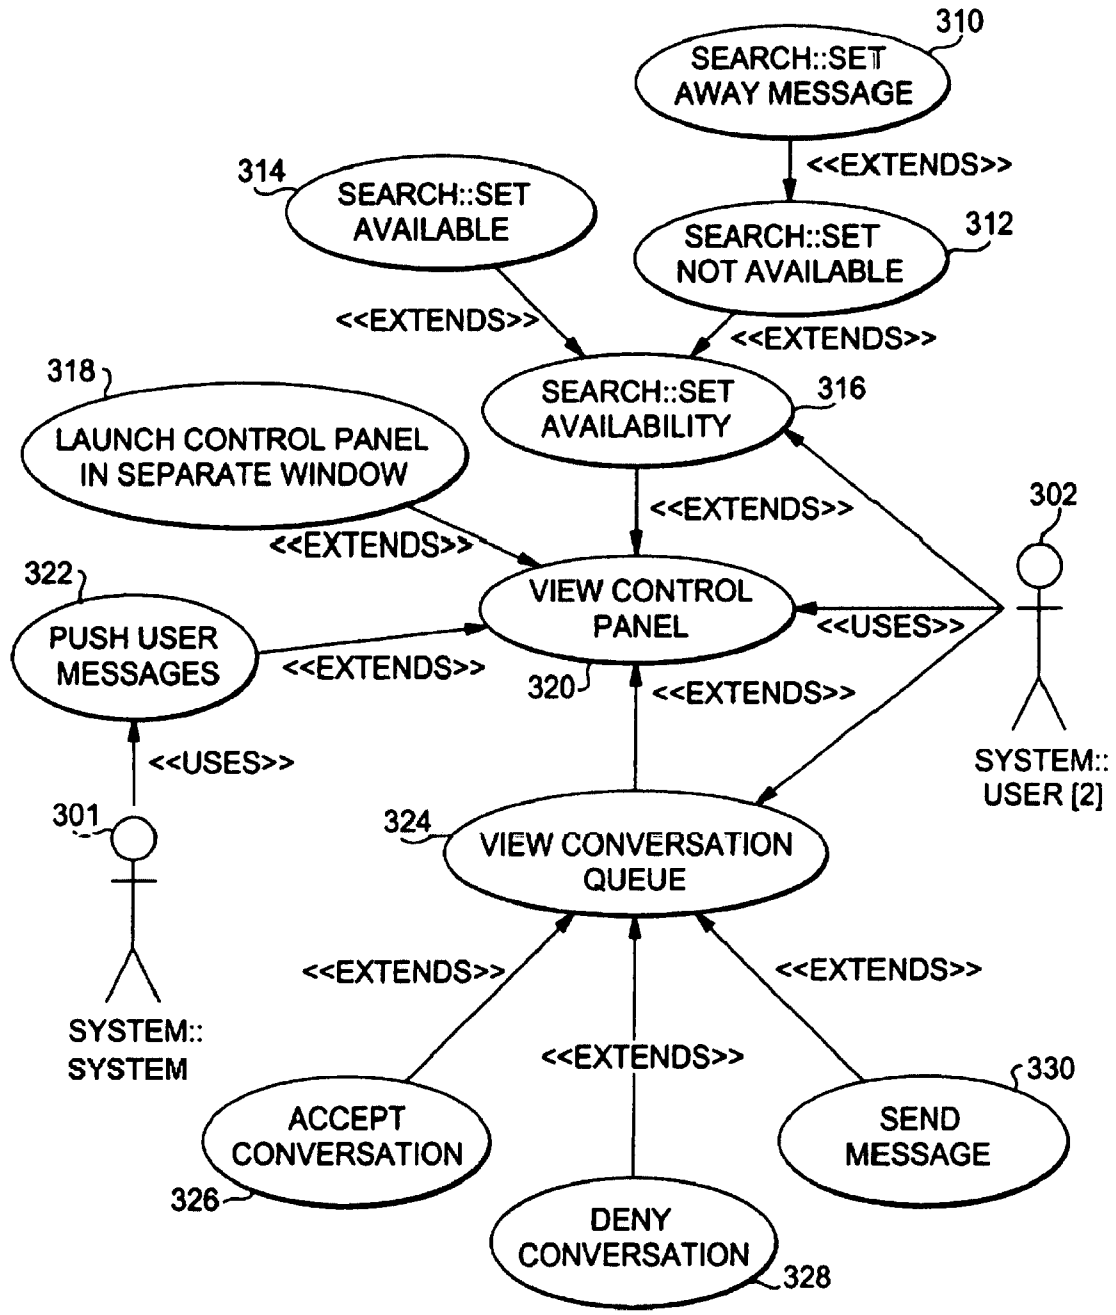 310
SEARCH::SET
AWAY MESSAGE
<<EXTENDS>>
314
SEARCH::SET
AVAILABLE
312
SEARCH::SET
NOT AVAILABLE
<<EXTENDS>>
<<EXTENDS>>
318
LAUNCH CONTROL PANEL
IN SEPARATE WINDOW
SEARCH::SET
AVAILABILITY
316
<<EXTENDS>>
<<EXTENDS>>
302
322
PUSH USER
MESSAGES
VIEW CONTROL
PANEL
<<USES>>
<<EXTENDS>>
320
<<EXTENDS>>
SYSTEM::
USER [2]
<<USES>>
301
324
VIEW CONVERSATION
QUEUE
<<EXTENDS>>
<<EXTENDS>>
SYSTEM::
SYSTEM
<<EXTENDS>>
330
ACCEPT
CONVERSATION
326
SEND
MESSAGE
DENY
CONVERSATION
328